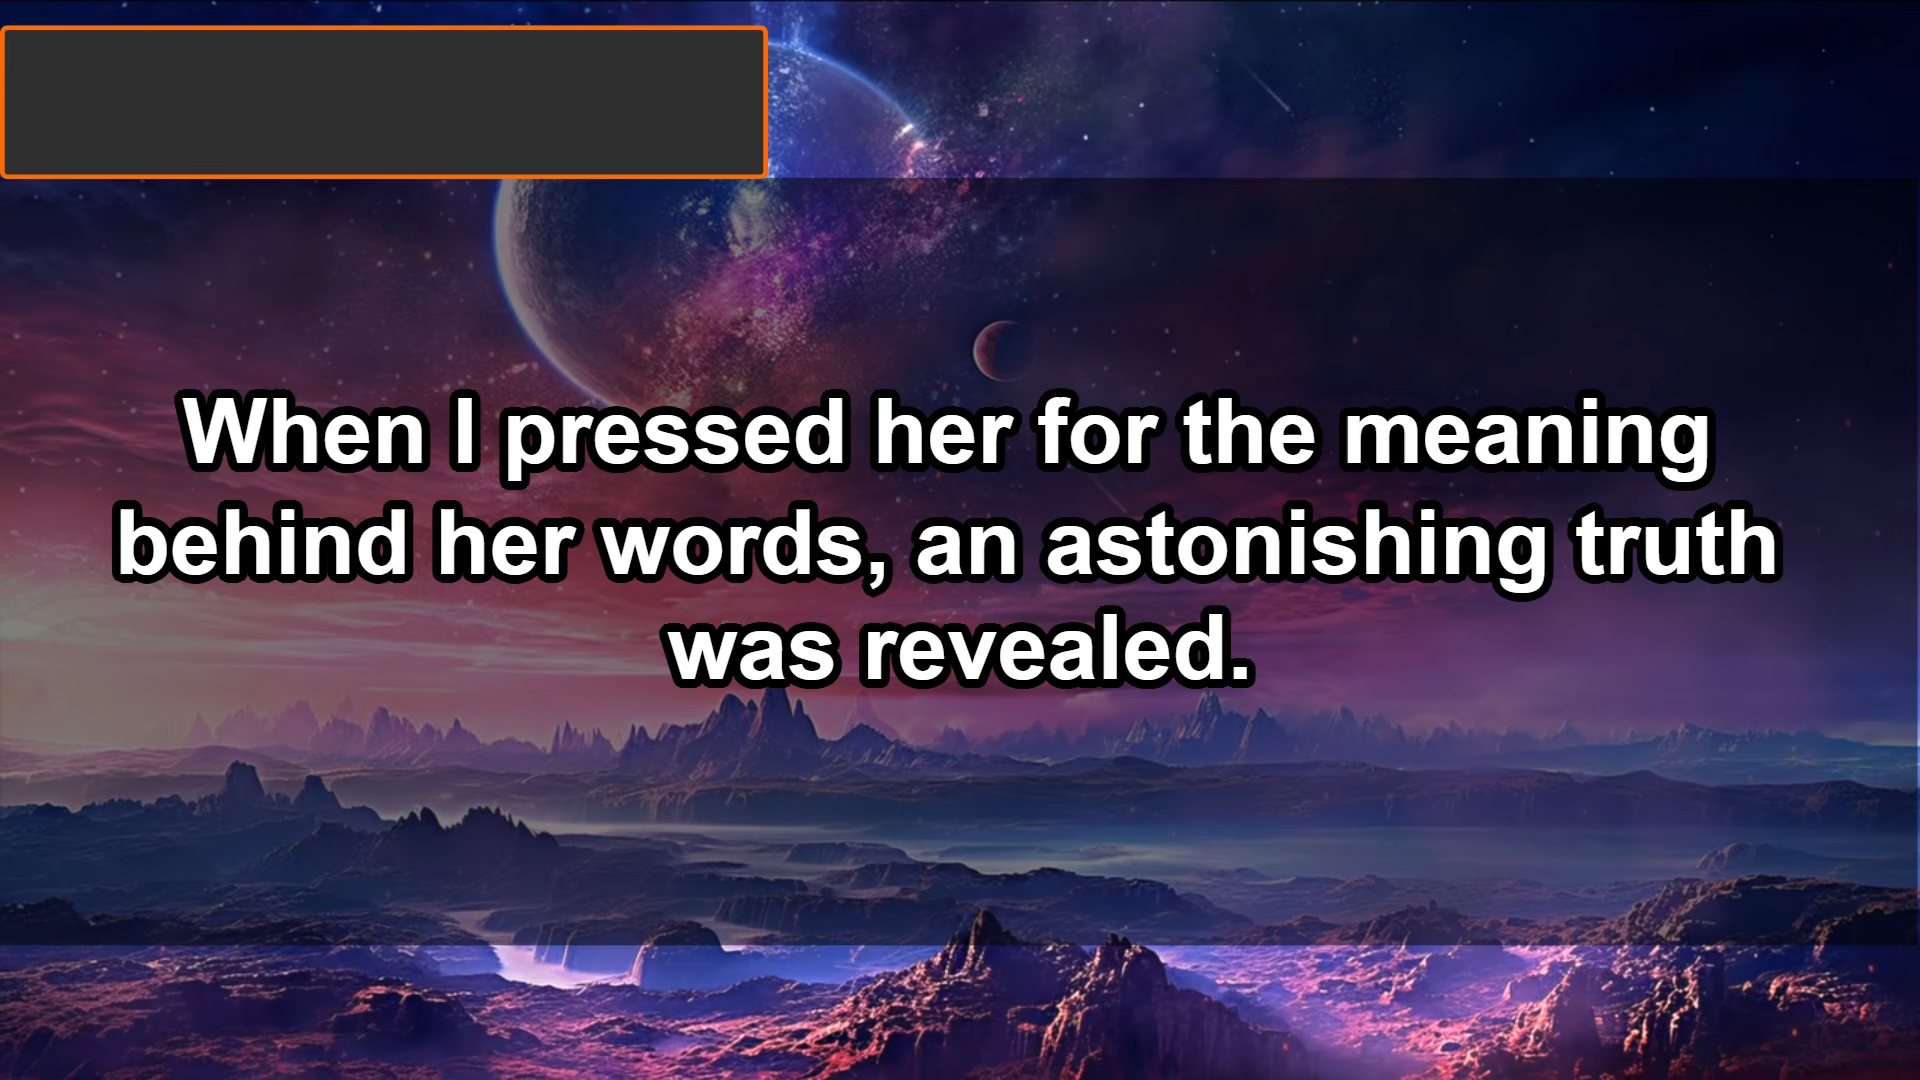 When I pressed her for the meaning
behind her words, an astonishing truth
was revealed.